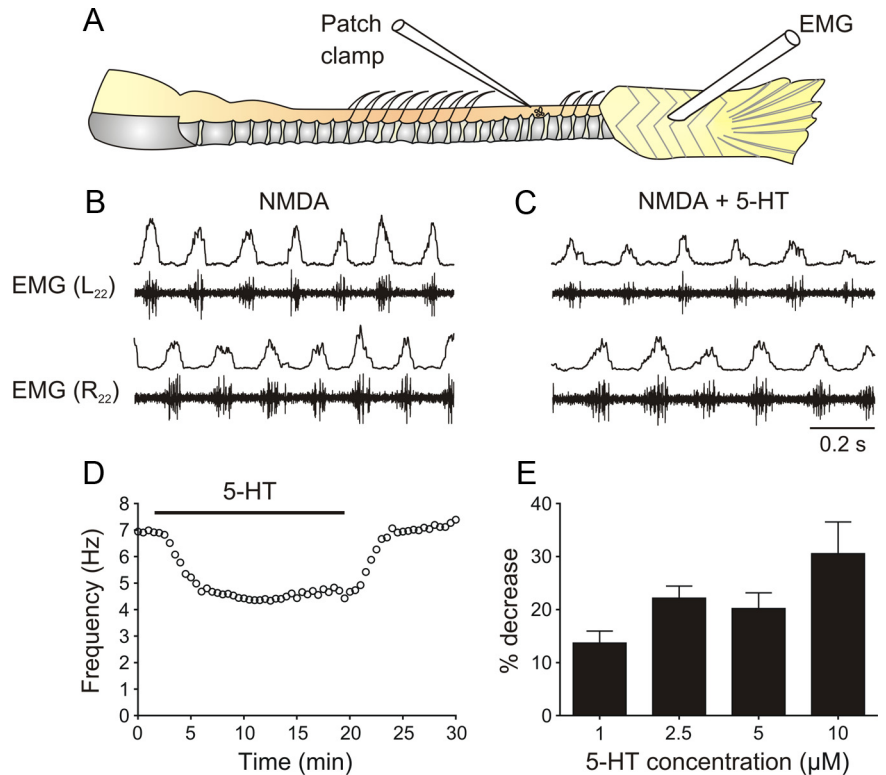 A
Patch
clamp
EMG
B
NMDA
EMG (L22)
EMG (R22)
C
NMDA + 5-HT
0.2 s
D
5-HT
Frequency (Hz)
8
7
6
5
4
3
2
1
0
0 5 10 15 20 25 30
Time (min)
E
% decrease
40
30
20
10
0
1 2.5 5 10
5-HT concentration (µM)